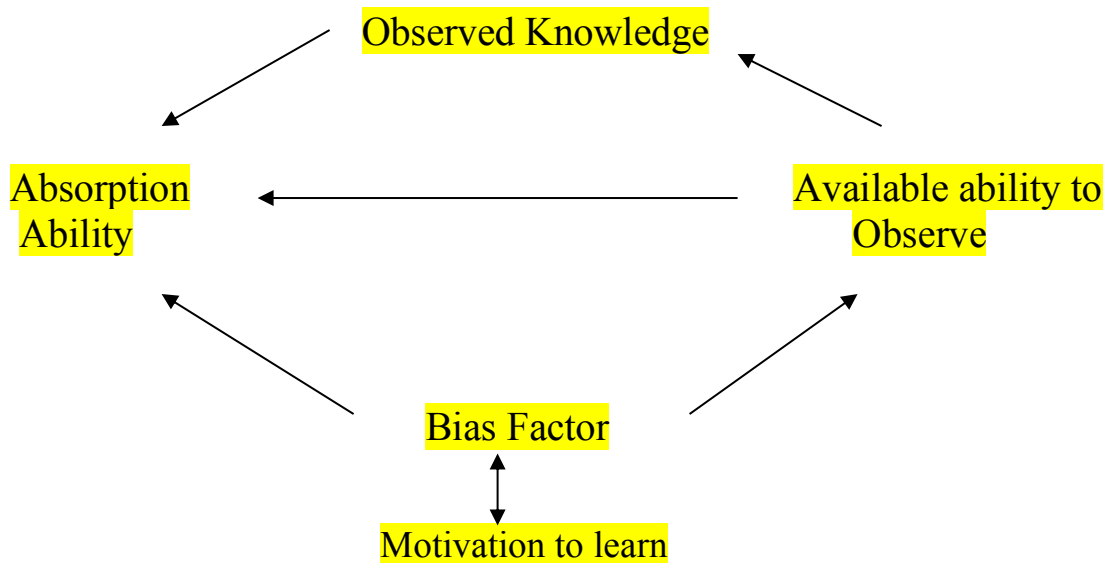 Observed Knowledge
Absorption
Ability
Available ability to
Observe
Bias Factor
Motivation to learn